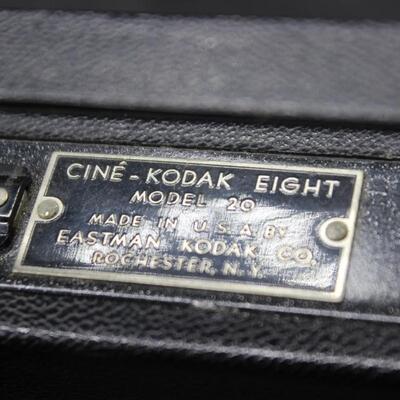 CINÉ-KODAK EIGHT
MODEL 20
MADE IN U.S.A. BY
EASTMAN KODAK CO.
ROCHESTER, N.Y.